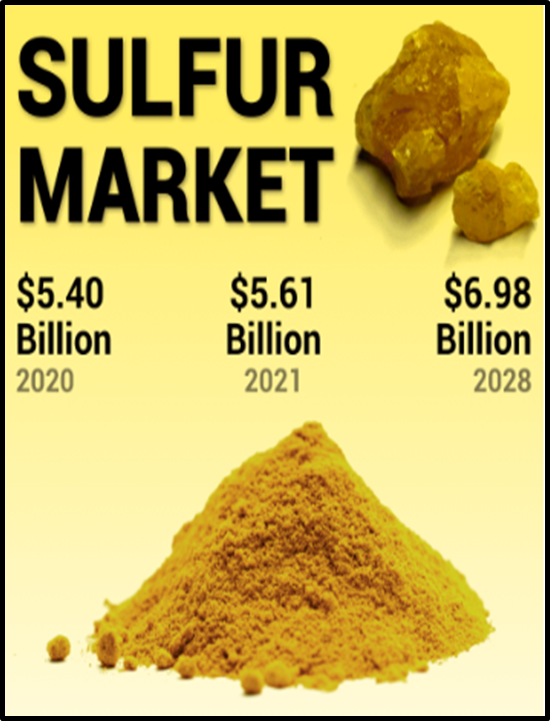 SULFUR
MARKET
$5.40 $5.61 $6.98
Billion Billion Billion
2020 2021 2028